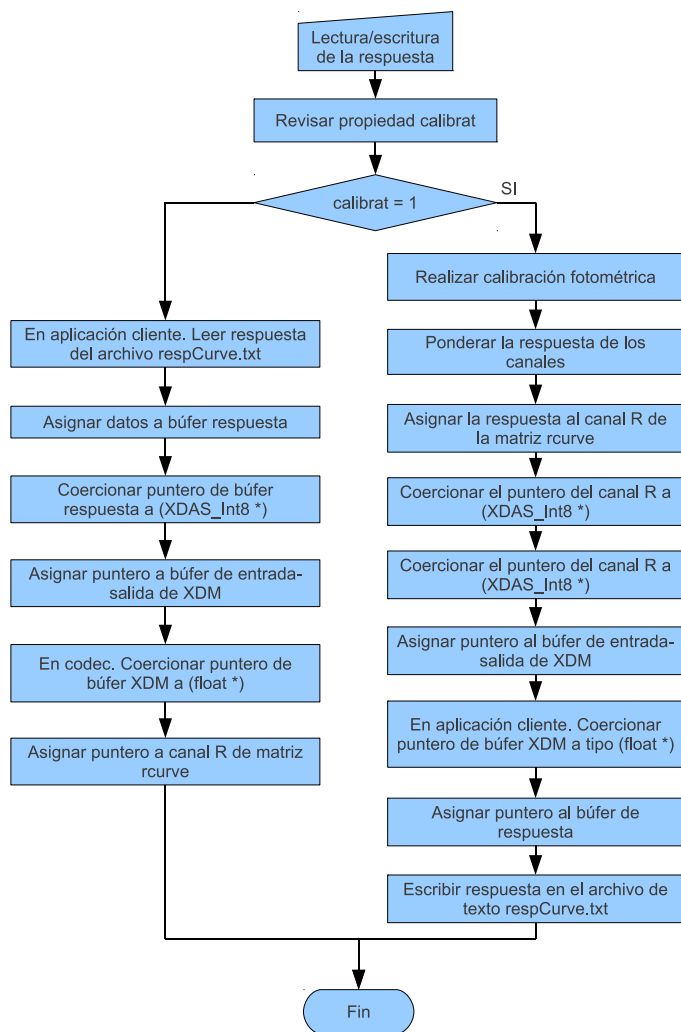 Lectura/escritura
de la respuesta
Revisar propiedad calibrat
calibrat = 1
SI
Realizar calibración fotométrica
En aplicación cliente. Leer respuesta
del archivo respCurve.txt
Ponderar la respuesta de los
canales
Asignar datos a búfer respuesta
Asignar la respuesta al canal R de
la matriz rcurve
Coercionar puntero de búfer
respuesta a (XDAS_Int8 *)
Coercionar el puntero del canal R a
(XDAS_Int8 *)
Asignar puntero a búfer de entrada-
salida de XDM
Coercionar el puntero del canal R a
(XDAS_Int8 *)
En codec. Coercionar puntero de
búfer XDM a (float *)
Asignar puntero al búfer de entrada-
salida de XDM
Asignar puntero a canal R de matriz
rcurve
En aplicación cliente. Coercionar
puntero de búfer XDM a tipo (float *)
Asignar puntero al búfer de
respuesta
Escribir respuesta en el archivo de
texto respCurve.txt
Fin